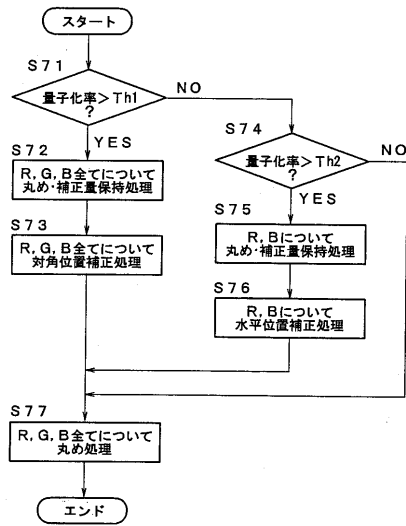 スタート
S71
量子化率>Th1
?
NO
YES
S72
R,G,B全てについて
丸め・補正量保持処理
S73
R,G,B全てについて
対角位置補正処理
S74
量子化率>Th2
?
NO
YES
S75
R,Bについて
丸め・補正量保持処理
S76
R,Bについて
水平位置補正処理
S77
R,G,B全てについて
丸め処理
エンド